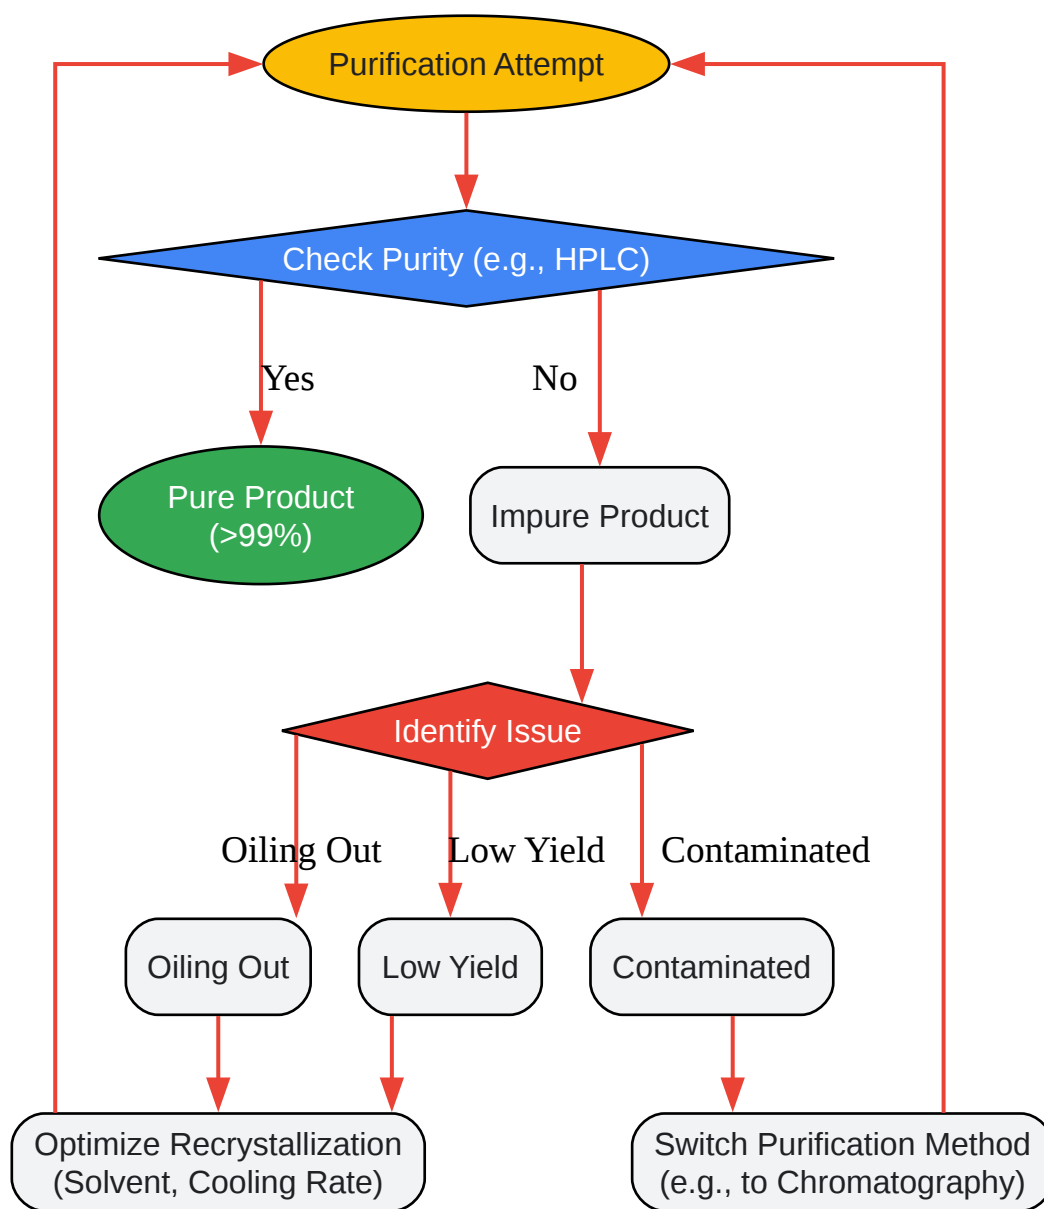 Purification Attempt
Check Purity (e.g., HPLC)
Yes
No
Pure Product
(>99%)
Impure Product
Identify Issue
Oiling Out
Low Yield
Contaminated
Oiling Out
Low Yield
Contaminated
Optimize Recrystallization
(Solvent, Cooling Rate)
Switch Purification Method
(e.g., to Chromatography)